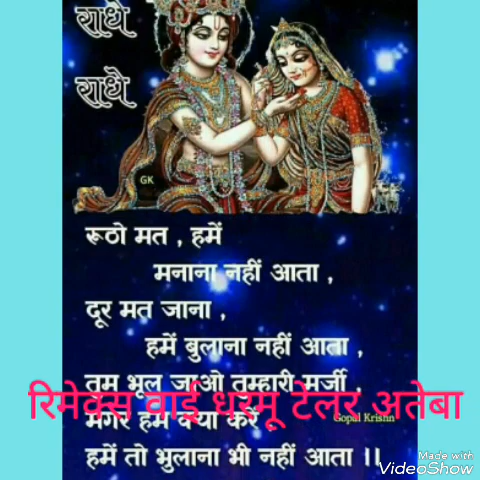 राधे
राधे
GK
रूठो मत , हमें
मनाना नहीं आता ,
दूर मत जाना ,
हमें बुलाना नहीं आता ,
तुम भूल जाओ तुम्हारी मर्जी ,
रिमेक्स वाई धरमू टेलर अतेबा
मगर हम क्या करें ,
Gopal Krishn
हमें तो भुलाना भी नहीं आता ।।
Made with
VideoShow